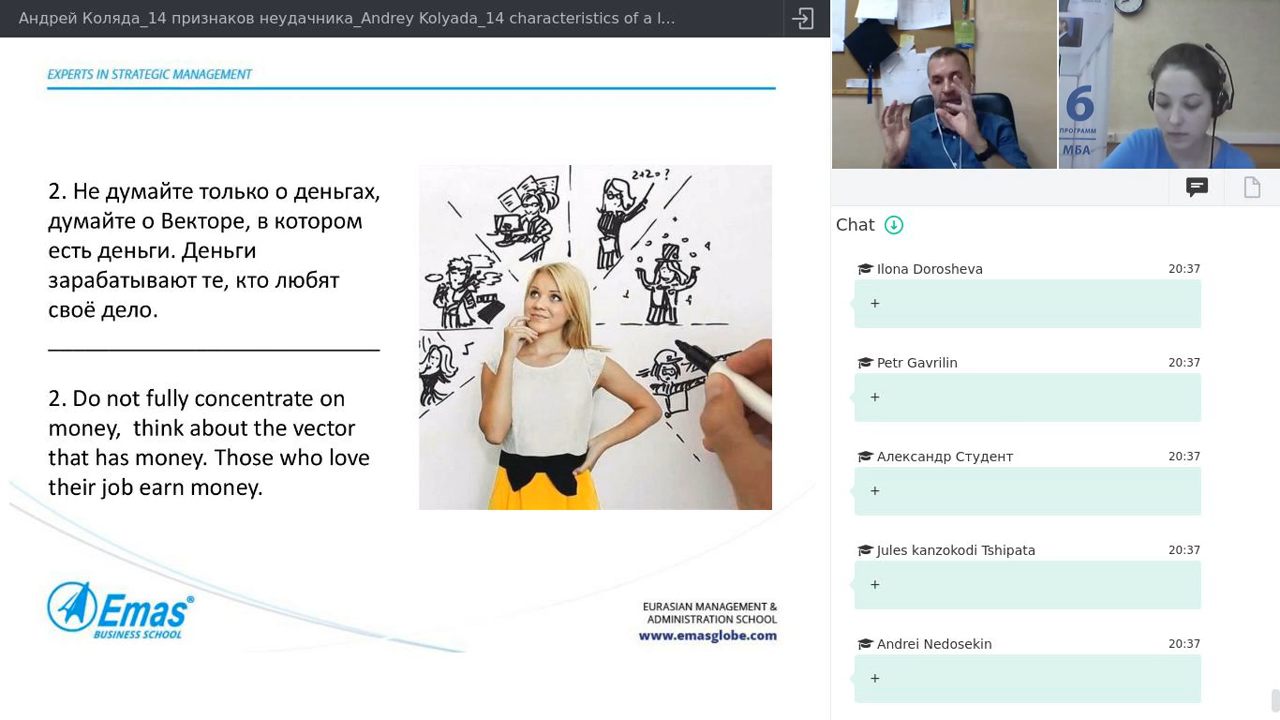 Андрей Коляда_14 признаков неудачника_Andrey Kolyada_14 characteristics of a l...
EXPERTS IN STRATEGIC MANAGEMENT
2. Не думайте только о деньгах,
думайте о Векторе, в котором
есть деньги. Деньги
зарабатывают те, кто любят
своё дело.
2. Do not fully concentrate on
money, think about the vector
that has money. Those who love
their job earn money.
2+2=?
Emas®
BUSINESS SCHOOL
EURASIAN MANAGEMENT &
ADMINISTRATION SCHOOL
www.emasglobe.com
6
ПРОГРАММ
МБА
Chat
Ilona Dorosheva 20:37
+
Petr Gavrilin 20:37
+
Александр Студент 20:37
+
Jules kanzokodi Tshipata 20:37
+
Andrei Nedosekin 20:37
+